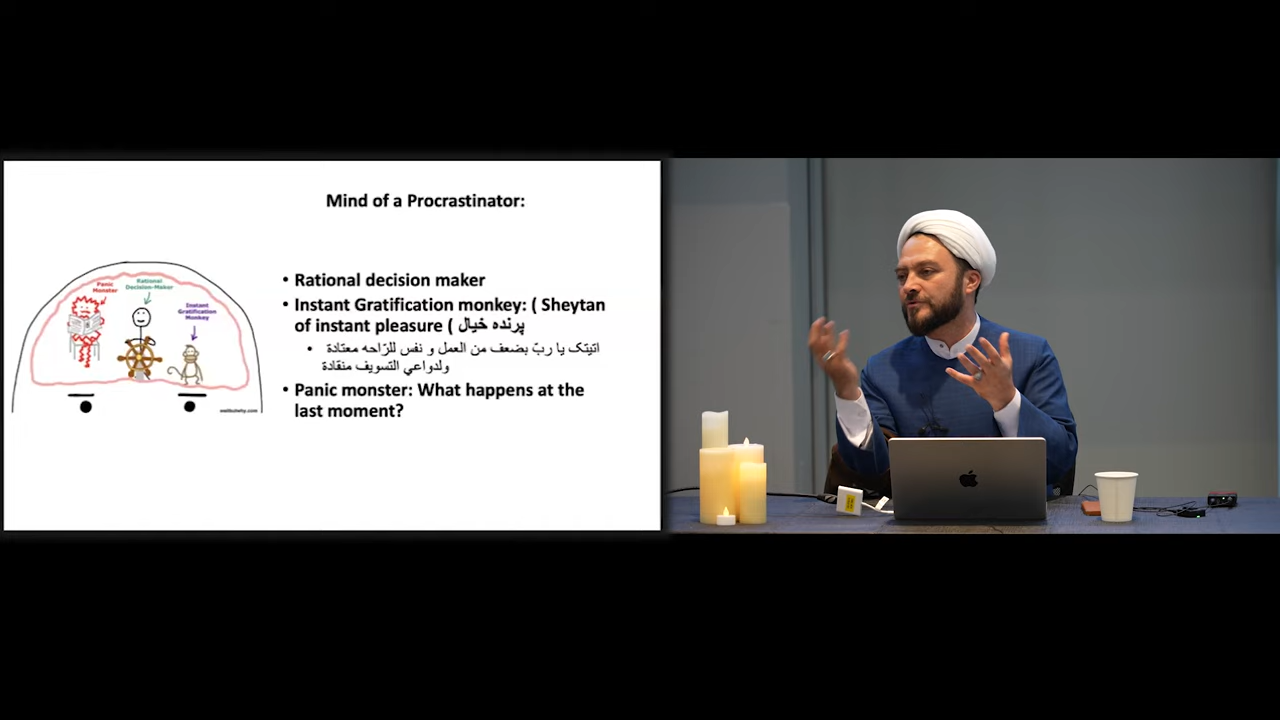 Mind of a Procrastinator:
Panic
Monster
Rational
Decision-Maker
Instant
Gratification
Monkey
waitbutwhy.com
• Rational decision maker
• Instant Gratification monkey: ( Sheytan
of instant pleasure ( پرنده خیال
• اتيتک يا ربّ بضعف من العمل و نفس للرّاحه معتادة
ولدواعي التسويف منقادة
• Panic monster: What happens at the
last moment?